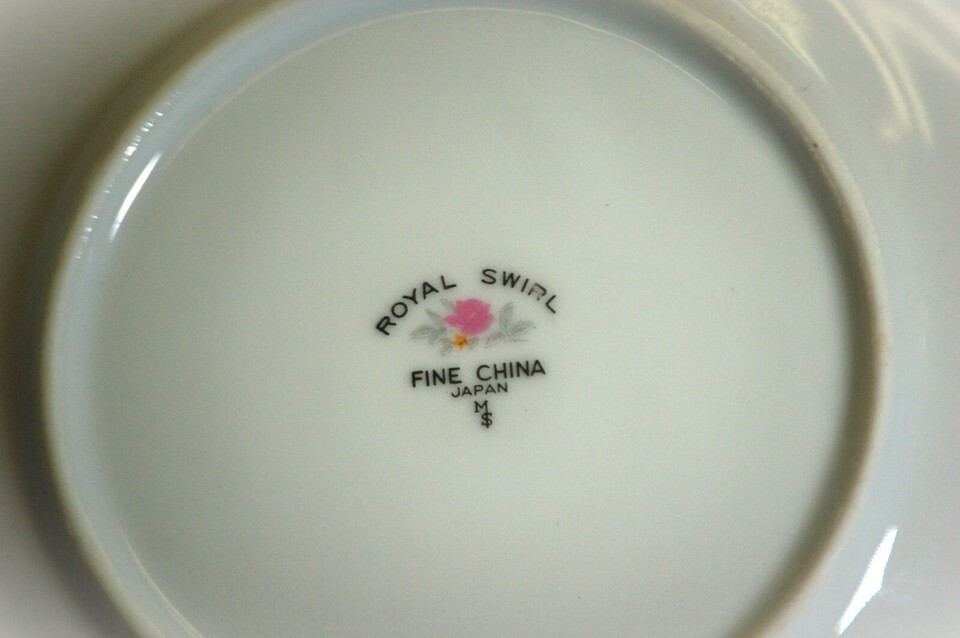 ROYAL SWIRL
FINE CHINA
JAPAN
M
$